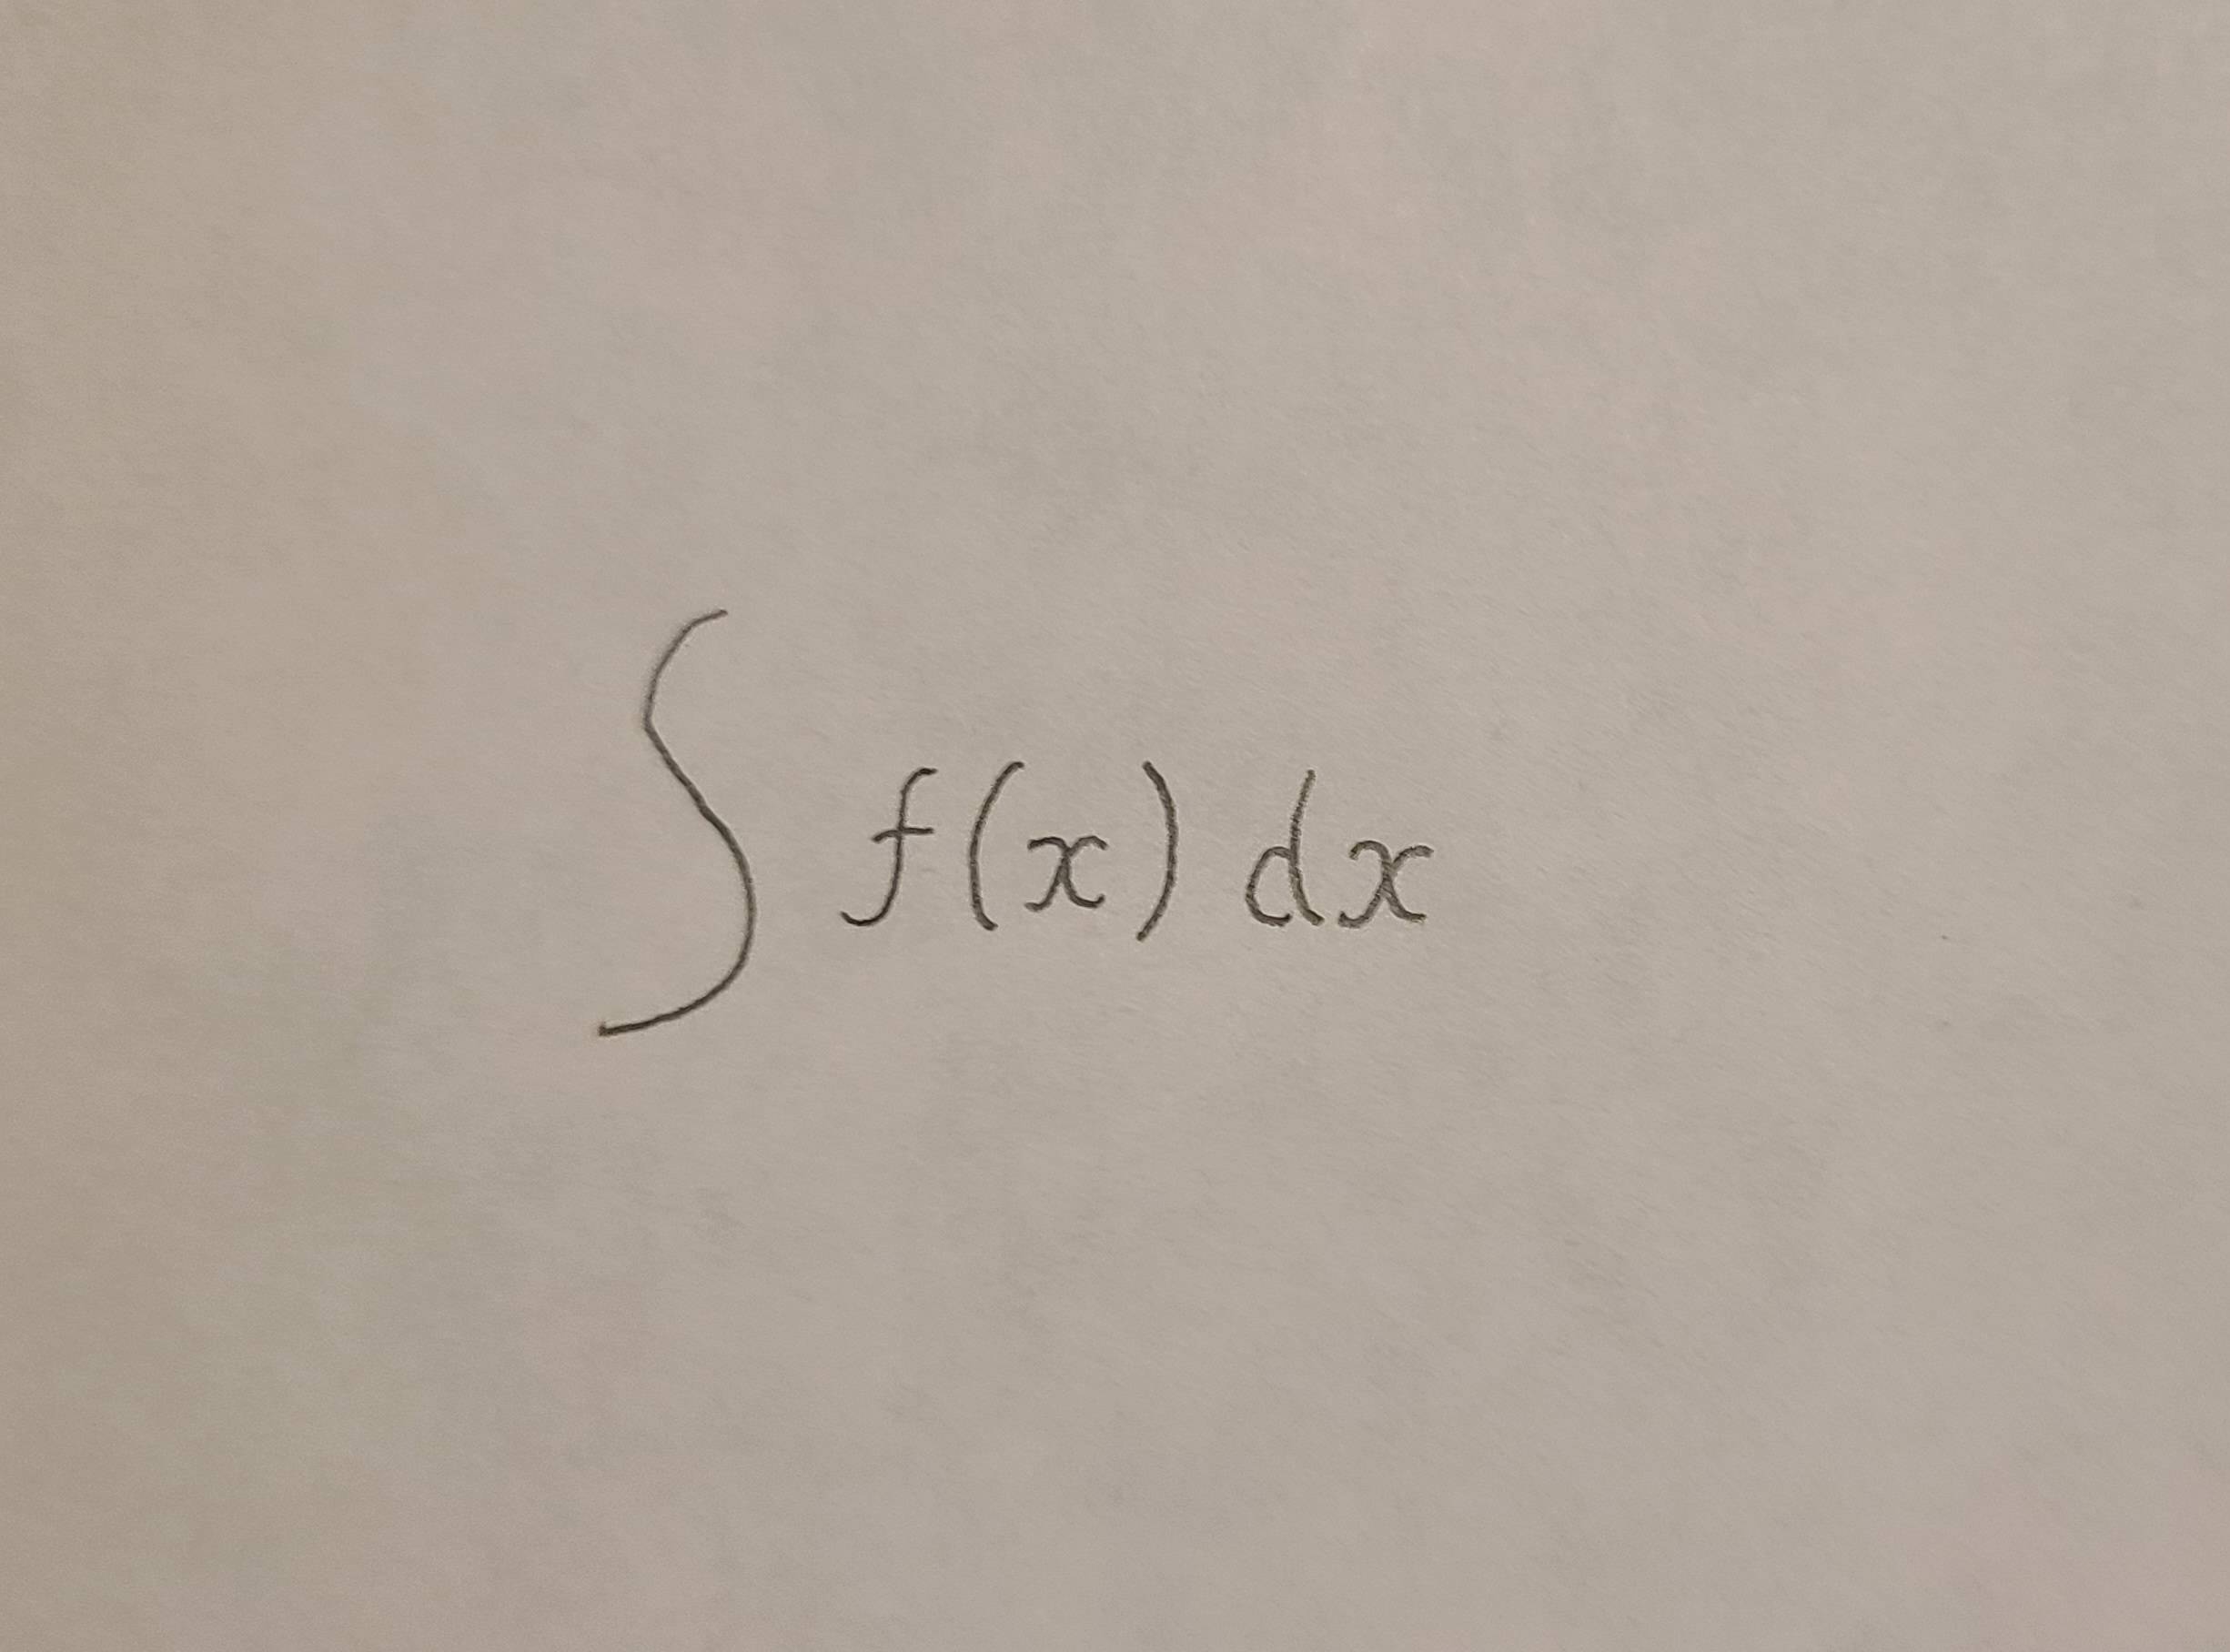 ∫ f(x) dx